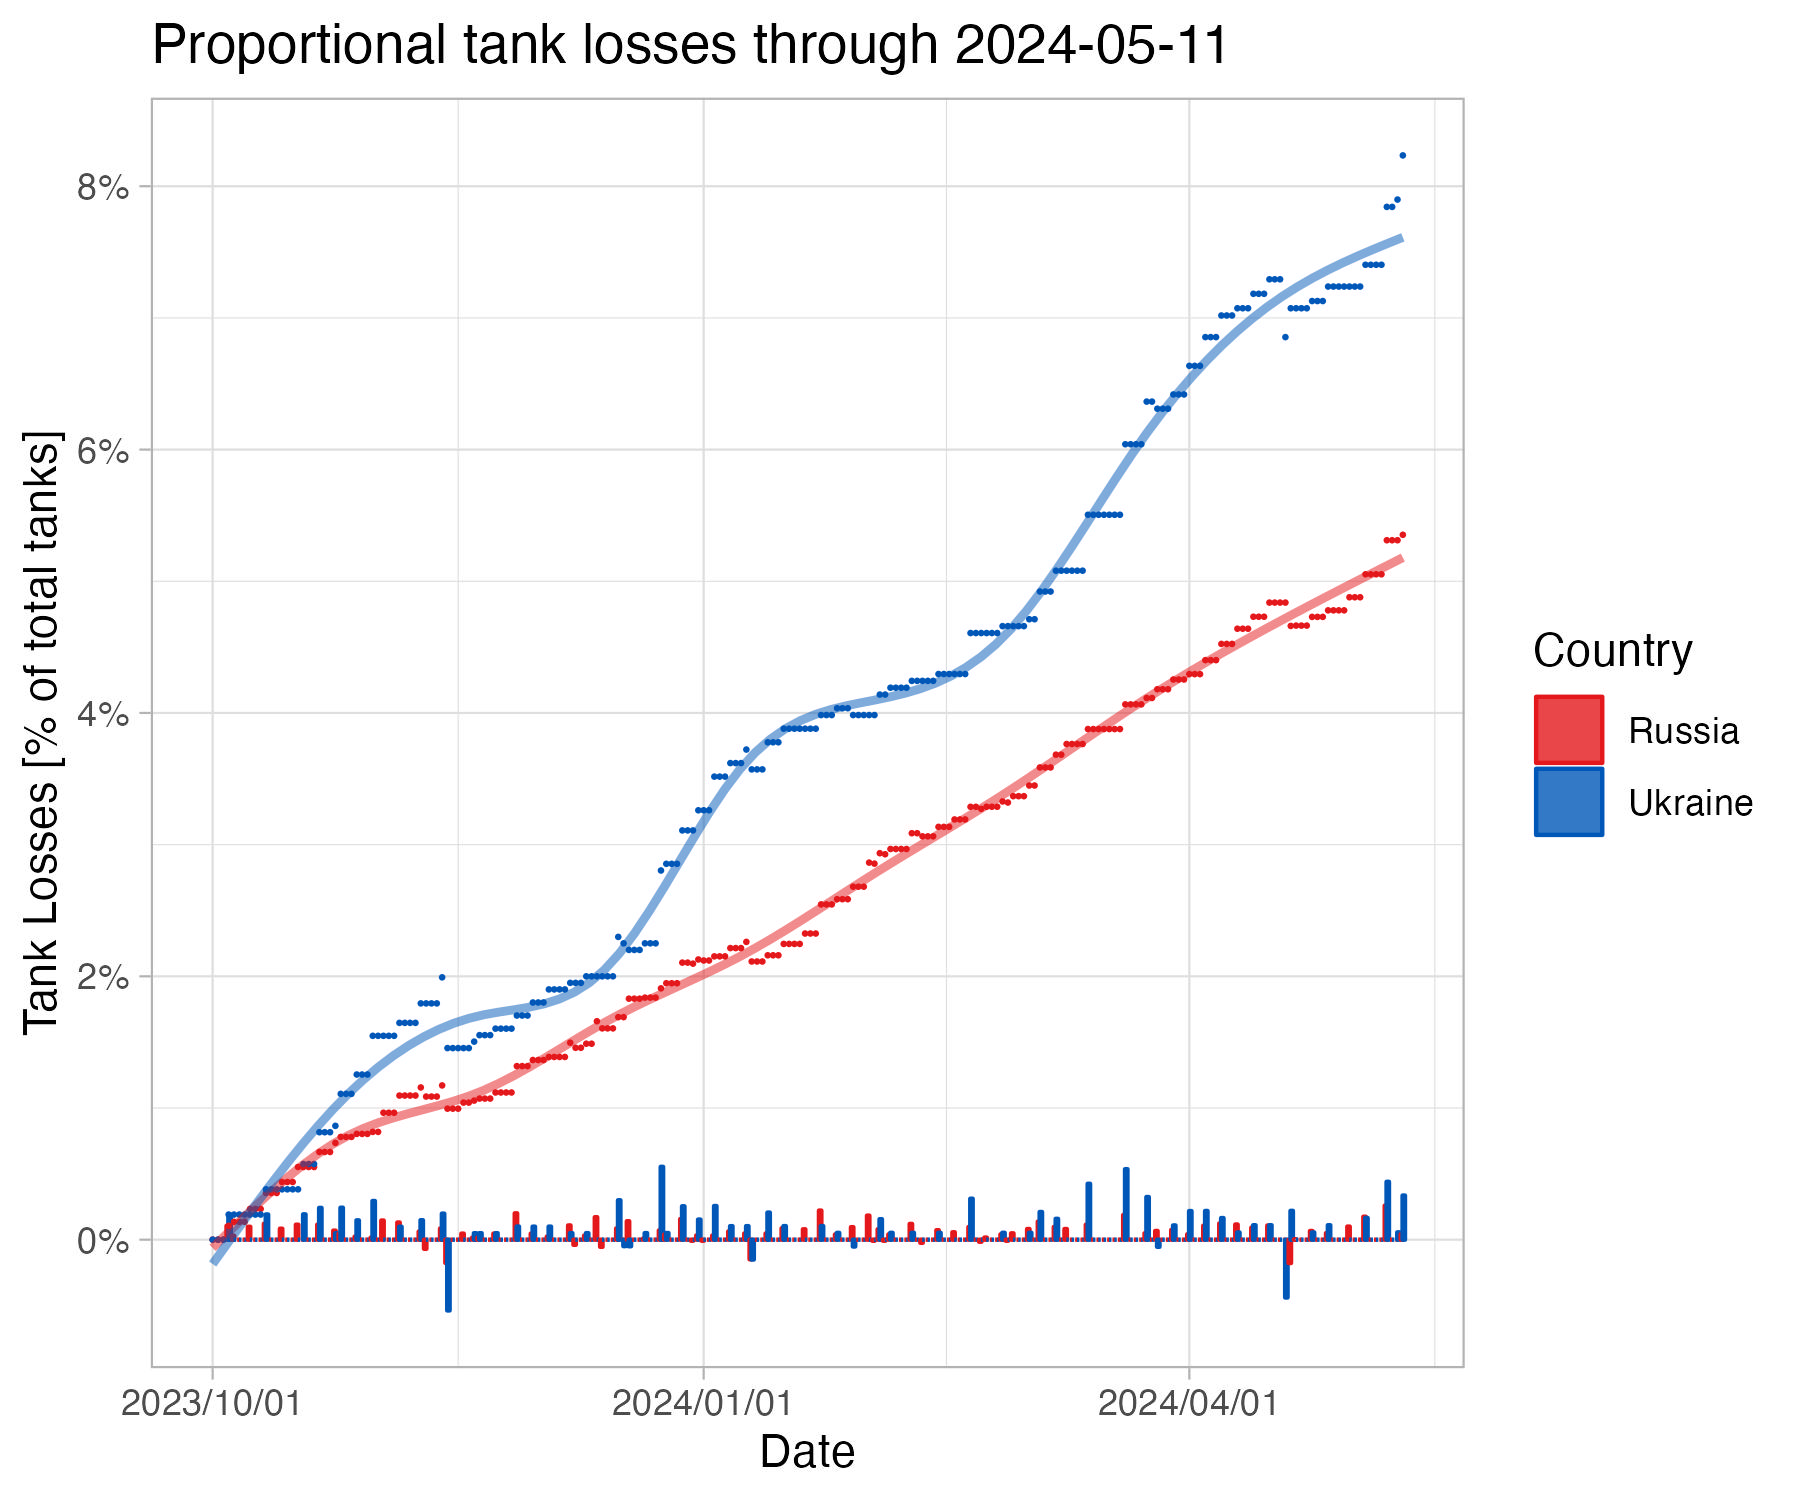 Proportional tank losses through 2024-05-11
Tank Losses [% of total tanks]
8%
6%
4%
2%
0%
2023/10/01
2024/01/01
2024/04/01
Date
Country
Russia
Ukraine